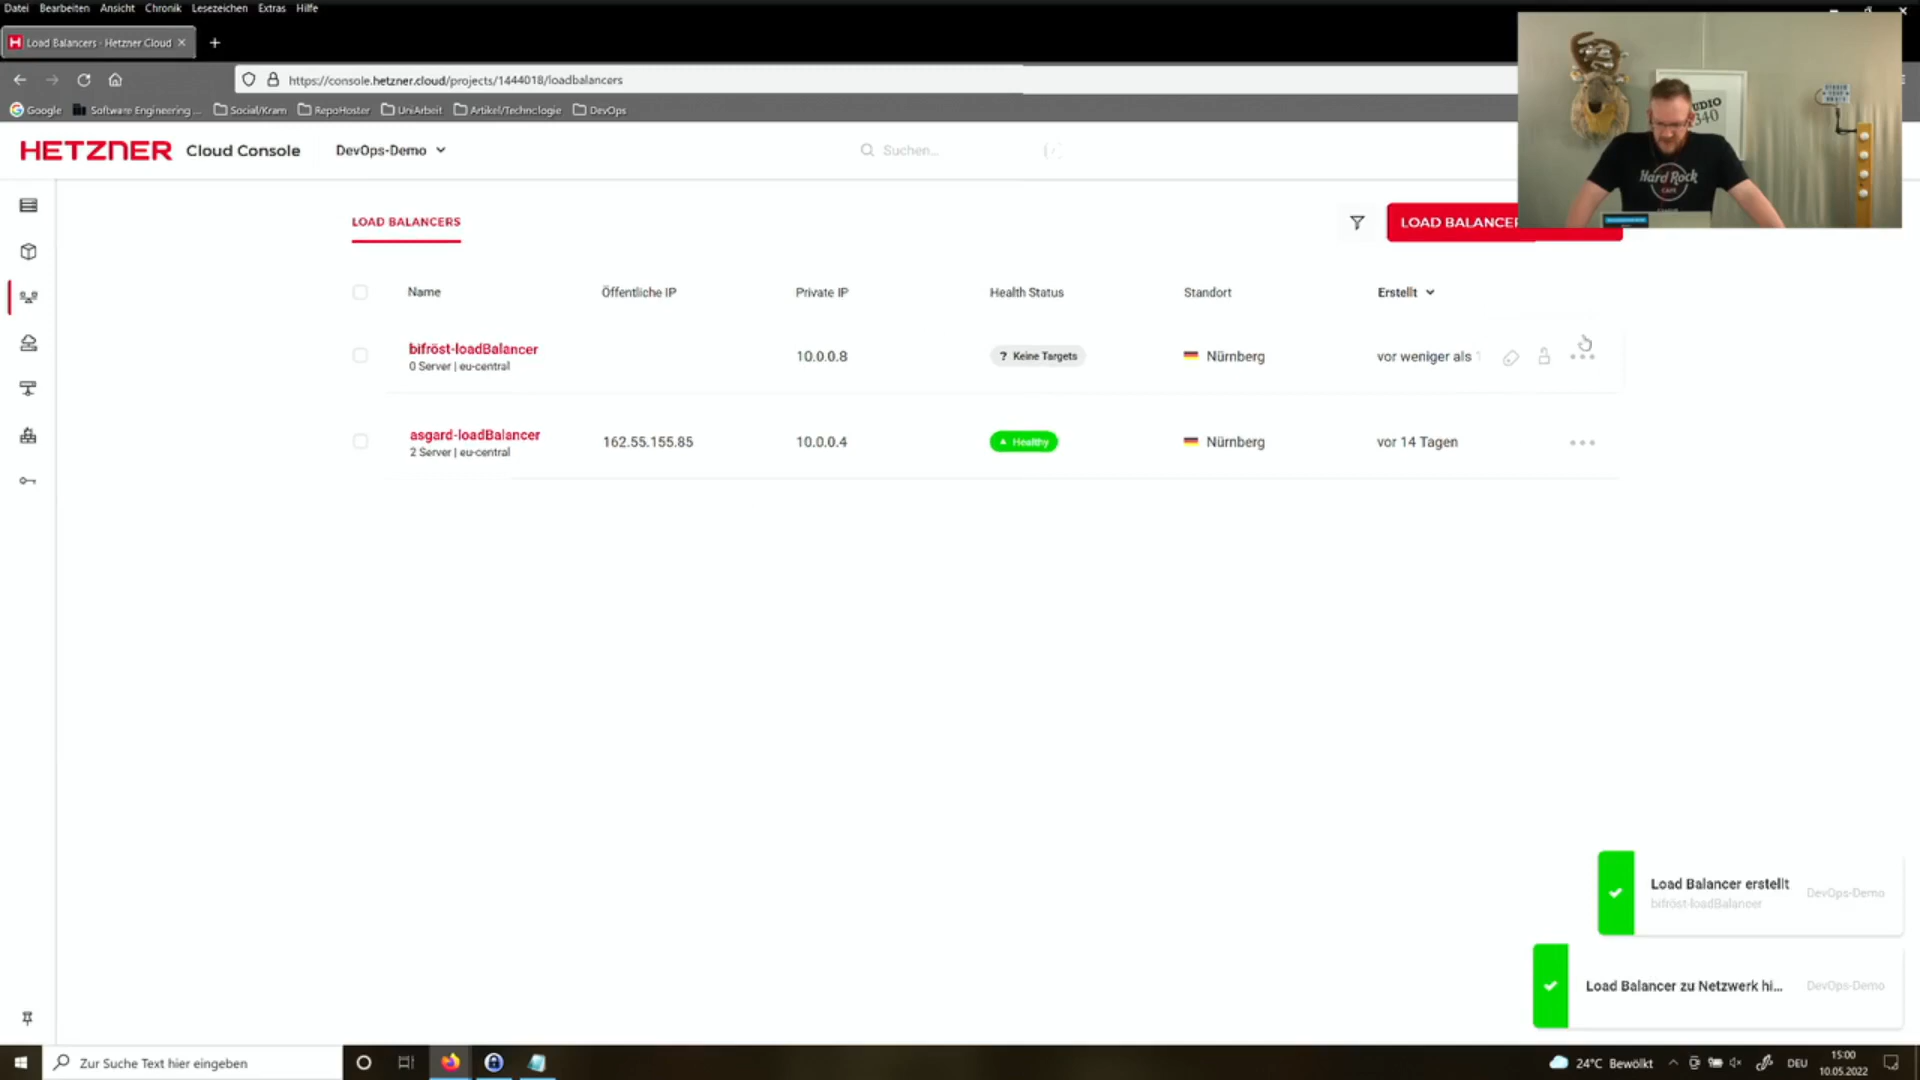 Datei Bearbeiten Ansicht Chronik Lesezeichen Extras Hilfe
Load Balancers - Hetzner Cloud
https://console.hetzner.cloud/projects/1444018/loadbalancers
Google Software Engineering ... Social/Kram RepoHoster UniArbeit Artikel/Technologie DevOps
HETZNER Cloud Console DevOps-Demo Suchen...
LOAD BALANCERS
LOAD BALANCER
Name Öffentliche IP Private IP Health Status Standort Erstellt
bifröst-loadBalancer 10.0.0.8 ? Keine Targets Nürnberg vor weniger als
0 Server | eu-central
asgard-loadBalancer 162.55.155.85 10.0.0.4 Healthy Nürnberg vor 14 Tagen
2 Server | eu-central
Load Balancer erstellt DevOps-Demo
bifröst-loadBalancer
Load Balancer zu Netzwerk hi... DevOps-Demo
Zur Suche Text hier eingeben
24°C Bewölkt DEU 15:00
10.05.2022
Hard Rock
CAFE